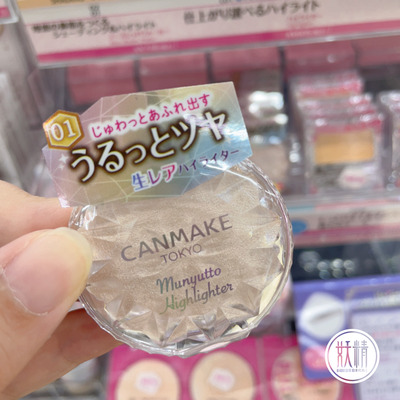 仕上がり選べるハイライト
01
じゅわっとあふれ出す
うるっとツヤ
生レアハイライター
CANMAKE
TOKYO
Munyutto
Highlighter
妖精